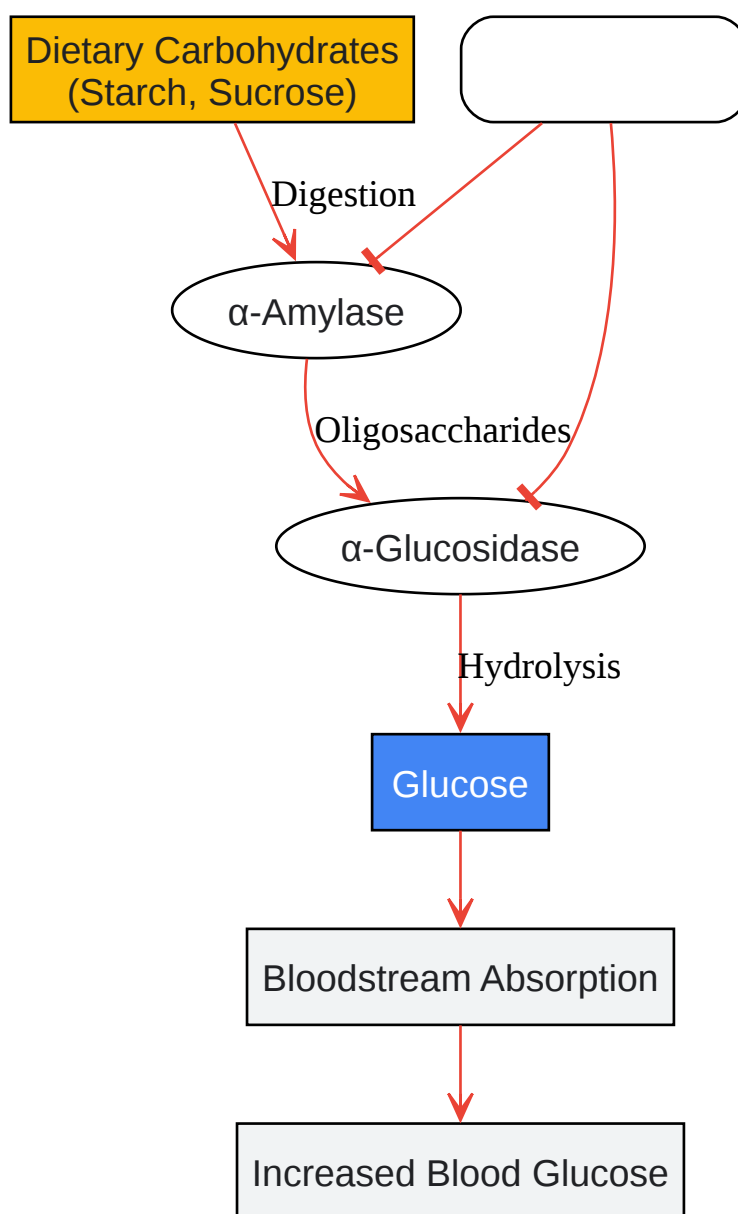 Dietary Carbohydrates
(Starch, Sucrose)
Digestion
α-Amylase
Oligosaccharides
α-Glucosidase
Hydrolysis
Glucose
Bloodstream Absorption
Increased Blood Glucose